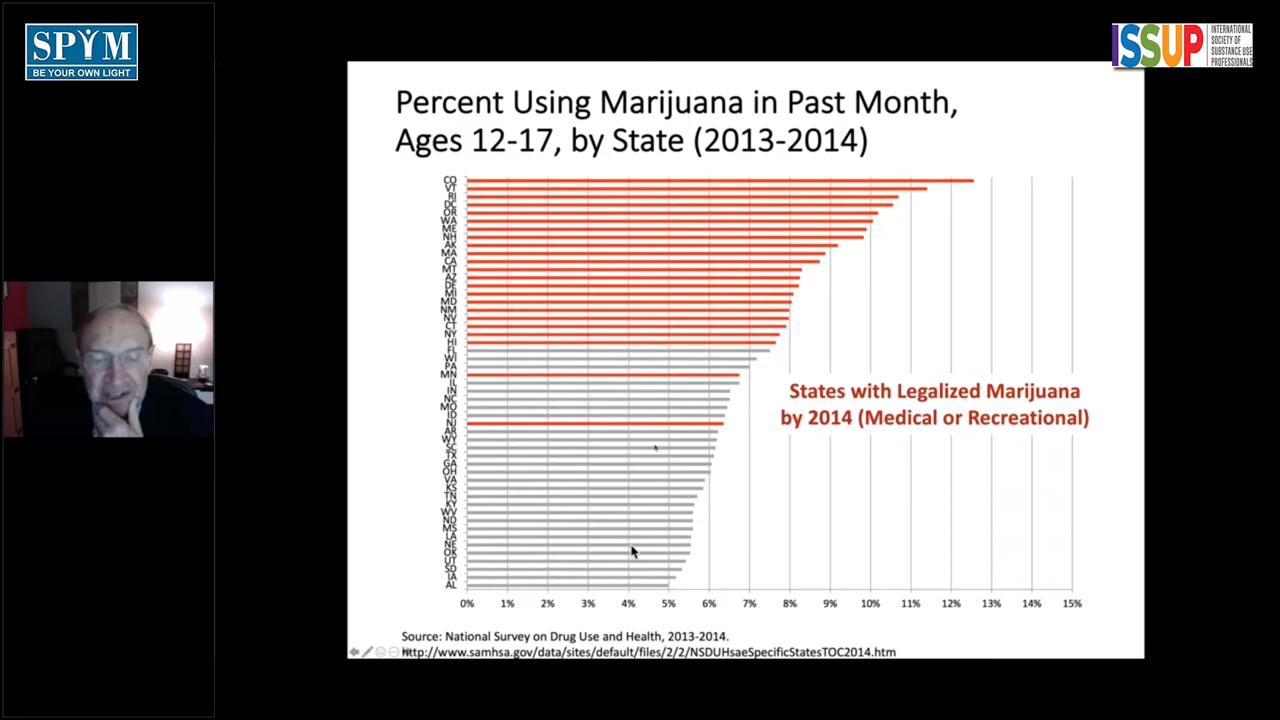 SPYM
BE YOUR OWN LIGHT
ISSUP
INTERNATIONAL
SOCIETY OF
SUBSTANCE USE
PROFESSIONALS
Percent Using Marijuana in Past Month,
Ages 12-17, by State (2013-2014)
CO
VT
RI
DC
OR
WA
ME
NH
AK
MA
CA
MT
AZ
DE
MI
MD
NM
NV
CT
NY
HI
FL
WI
PA
MN
IL
IN
NC
MO
ID
NJ
AR
WY
SC
TX
GA
OH
VA
KS
TN
KY
WV
ND
MS
LA
NE
OK
UT
SD
IA
AL
States with Legalized Marijuana
by 2014 (Medical or Recreational)
0% 1% 2% 3% 4% 5% 6% 7% 8% 9% 10% 11% 12% 13% 14% 15%
Source: National Survey on Drug Use and Health, 2013-2014.
http://www.samhsa.gov/data/sites/default/files/2/2/NSDUHsaeSpecificStatesTOC2014.htm